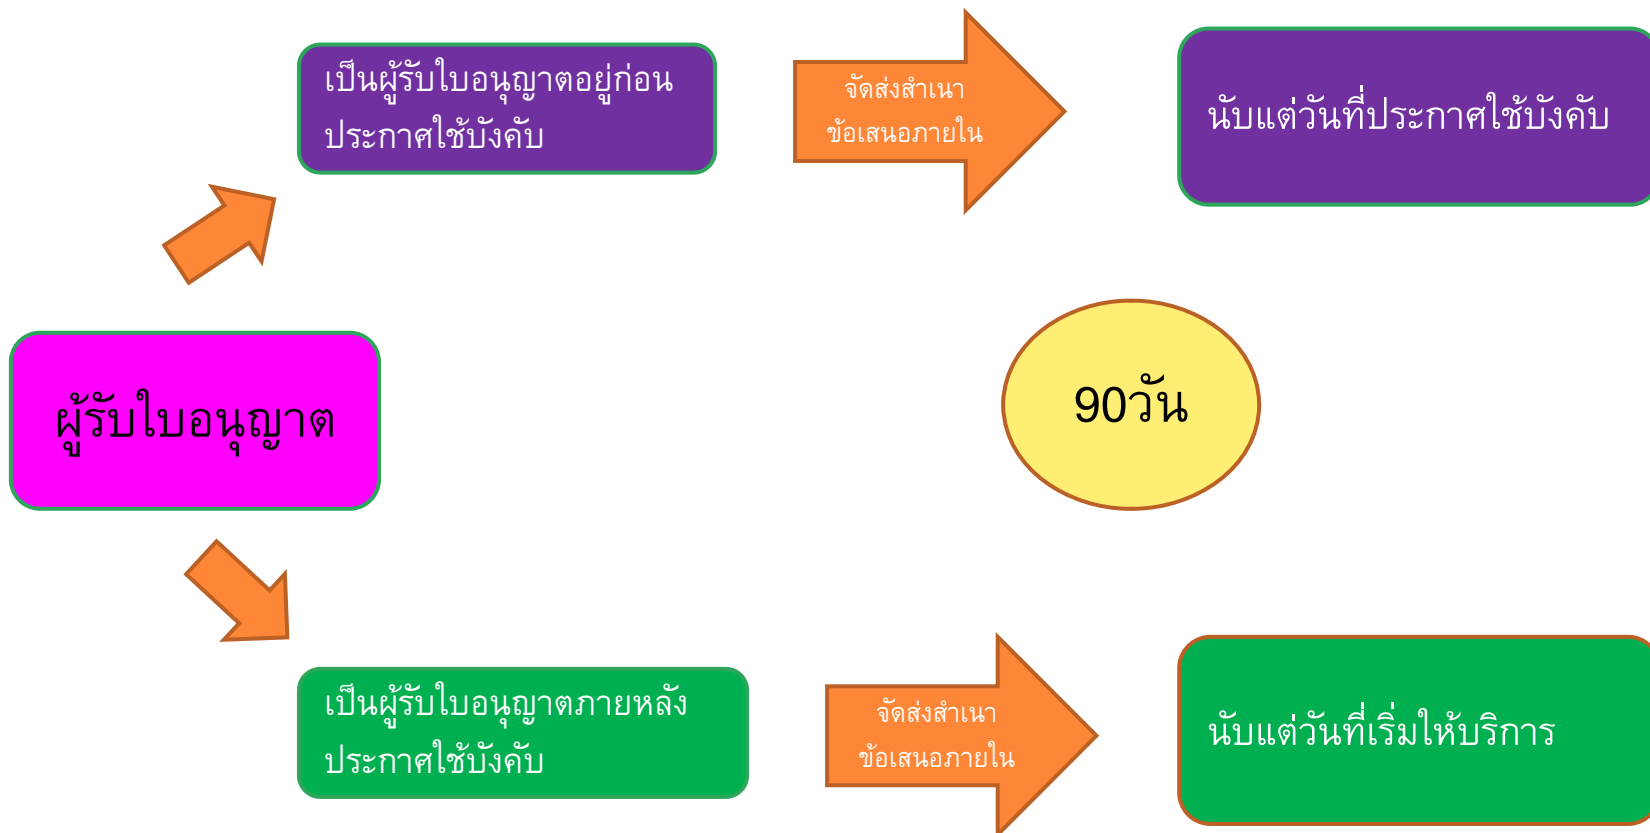 เป็นผู้รับใบอนุญาตอยู่ก่อน
ประกาศใช้บังคับ
จัดส่งสำเนา
ข้อเสนอภายใน
นับแต่วันที่ประกาศใช้บังคับ
ผู้รับใบอนุญาต
90วัน
เป็นผู้รับใบอนุญาตภายหลัง
ประกาศใช้บังคับ
จัดส่งสำเนา
ข้อเสนอภายใน
นับแต่วันที่เริ่มให้บริการ